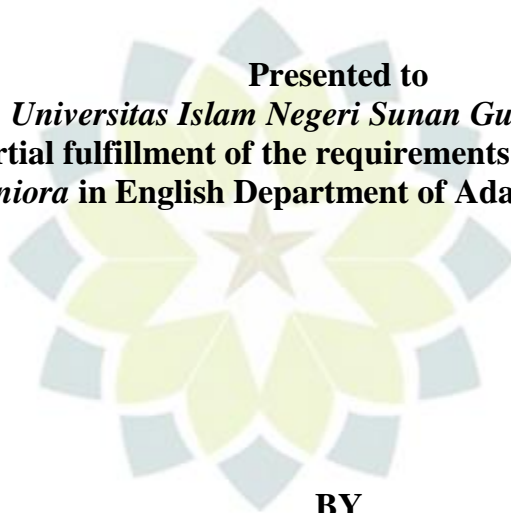 Presented to
Universitas Islam Negeri Sunan Gu
rtial fulfillment of the requirements
niora in English Department of Ada
BY